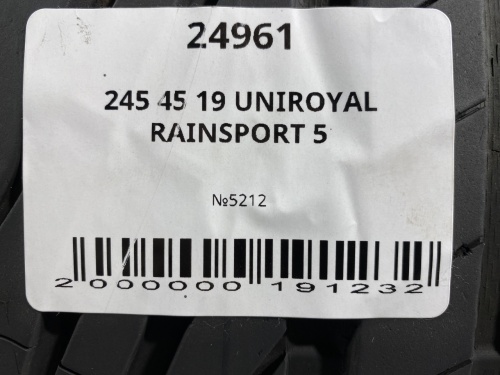 24961
245 45 19 UNIROYAL
RAINSPORT 5
№5212
2 000000 191232